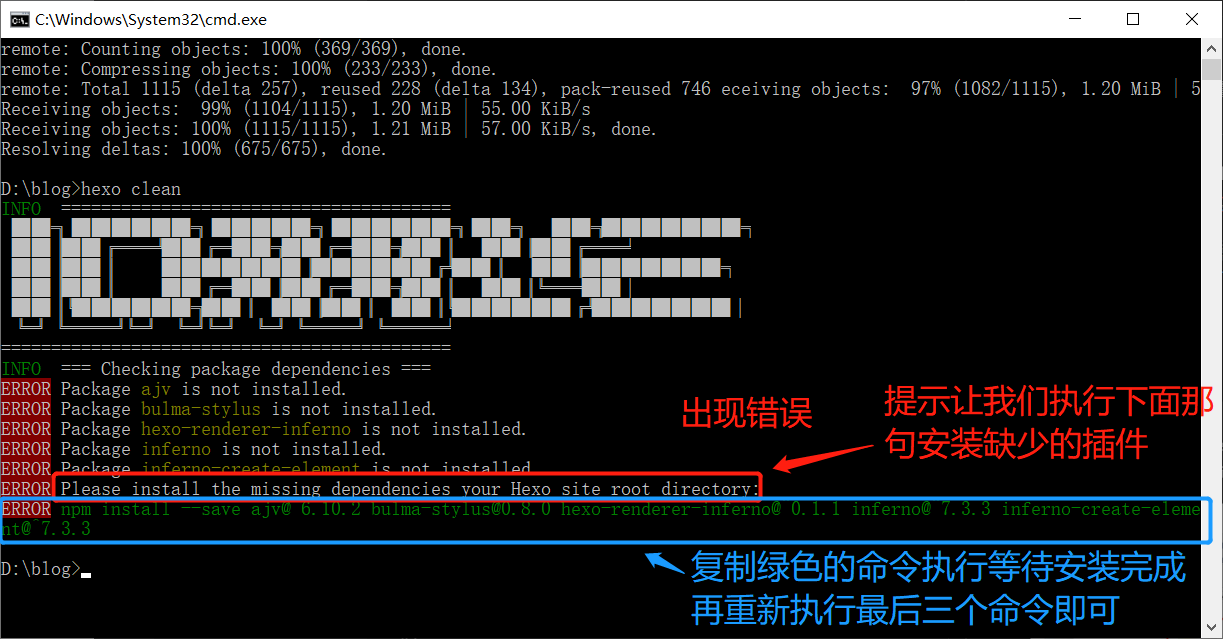 C:\Windows\System32\cmd.exe
remote: Counting objects: 100% (369/369), done.
remote: Compressing objects: 100% (233/233), done.
remote: Total 1115 (delta 257), reused 228 (delta 134), pack-reused 746 eceiving objects:  97% (1082/1115), 1.20 MiB | 5
Receiving objects:  99% (1104/1115), 1.20 MiB | 55.00 KiB/s
Receiving objects: 100% (1115/1115), 1.21 MiB | 57.00 KiB/s, done.
Resolving deltas: 100% (675/675), done.
D:\blog>hexo clean
INFO  =======================================
=============================================
INFO  === Checking package dependencies ===
ERROR Package ajv is not installed.
ERROR Package bulma-stylus is not installed.
ERROR Package hexo-renderer-inferno is not installed.
ERROR Package inferno is not installed.
ERROR Package inferno-create-element is not installed.
ERROR Please install the missing dependencies your Hexo site root directory:
ERROR npm install --save ajv@ 6.10.2 bulma-stylus@0.8.0 hexo-renderer-inferno@ 0.1.1 inferno@ 7.3.3 inferno-create-eleme
nt@^7.3.3
D:\blog>
出现错误
提示让我们执行下面那
句安装缺少的插件
复制绿色的命令执行等待安装完成
再重新执行最后三个命令即可